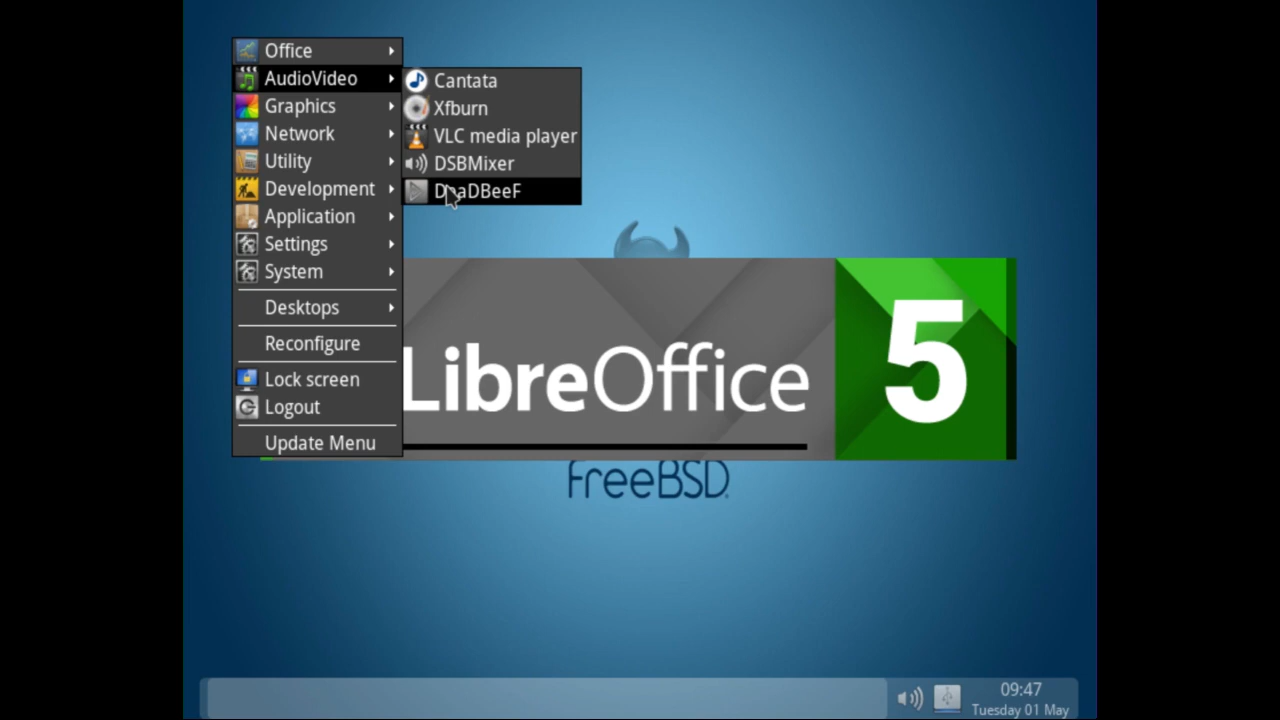 Office
AudioVideo
Graphics
Network
Utility
Development
Application
Settings
System
Desktops
Reconfigure
Lock screen
Logout
Update Menu
Cantata
Xfburn
VLC media player
DSBMixer
DeaDBeeF
LibreOffice 5
FreeBSD
09:47
Tuesday 01 May